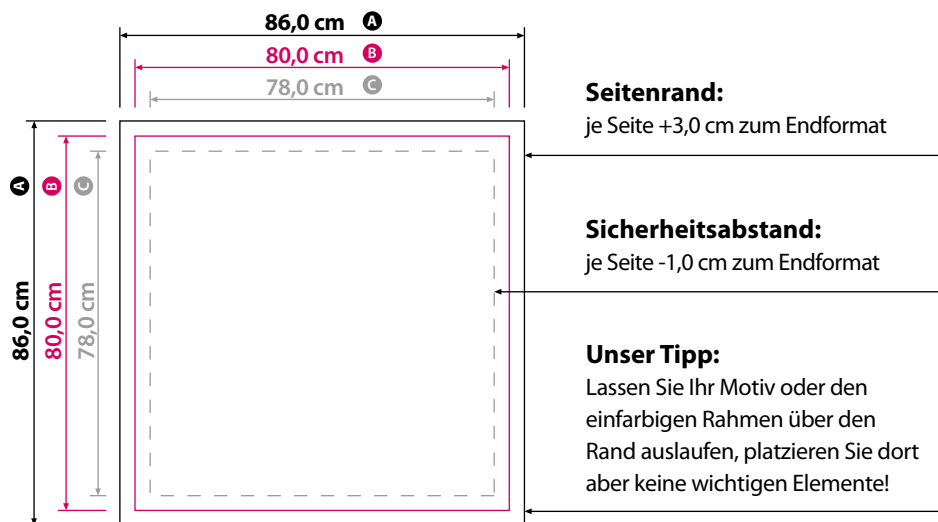 86,0 cm A
80,0 cm B
78,0 cm C
A
B
C
86,0 cm
80,0 cm
78,0 cm
Seitenrand:
je Seite +3,0 cm zum Endformat
Sicherheitsabstand:
je Seite -1,0 cm zum Endformat
Unser Tipp:
Lassen Sie Ihr Motiv oder den
einfarbigen Rahmen über den
Rand auslaufen, platzieren Sie dort
aber keine wichtigen Elemente!